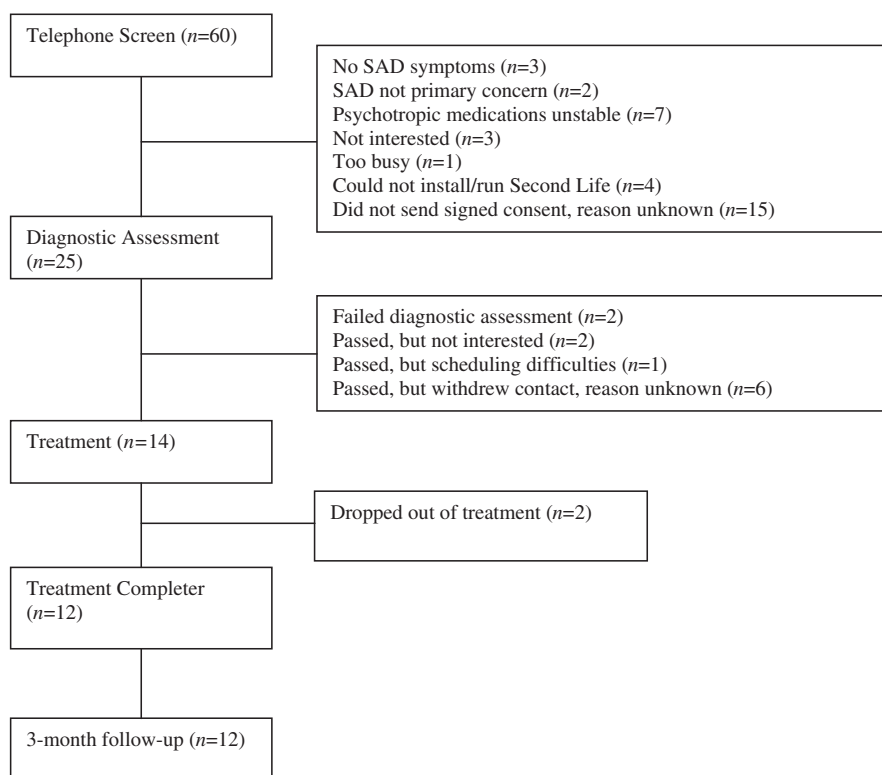 Telephone Screen (n=60)
No SAD symptoms (n=3)
SAD not primary concern (n=2)
Psychotropic medications unstable (n=7)
Not interested (n=3)
Too busy (n=1)
Could not install/run Second Life (n=4)
Did not send signed consent, reason unknown (n=15)
Diagnostic Assessment
(n=25)
Failed diagnostic assessment (n=2)
Passed, but not interested (n=2)
Passed, but scheduling difficulties (n=1)
Passed, but withdrew contact, reason unknown (n=6)
Treatment (n=14)
Dropped out of treatment (n=2)
Treatment Completer
(n=12)
3-month follow-up (n=12)